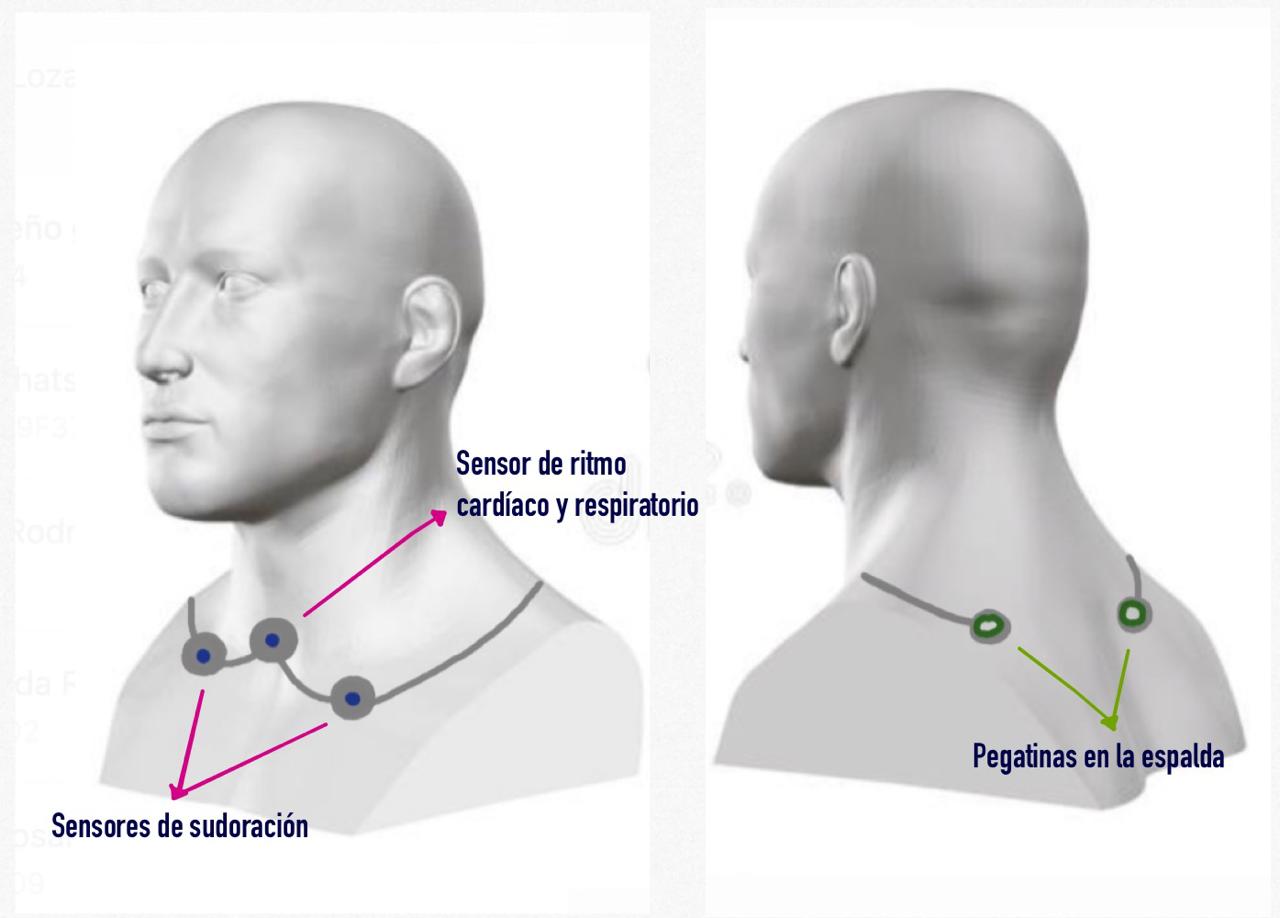 Sensor de ritmo
cardíaco y respiratorio
Sensores de sudoración
Pegatinas en la espalda